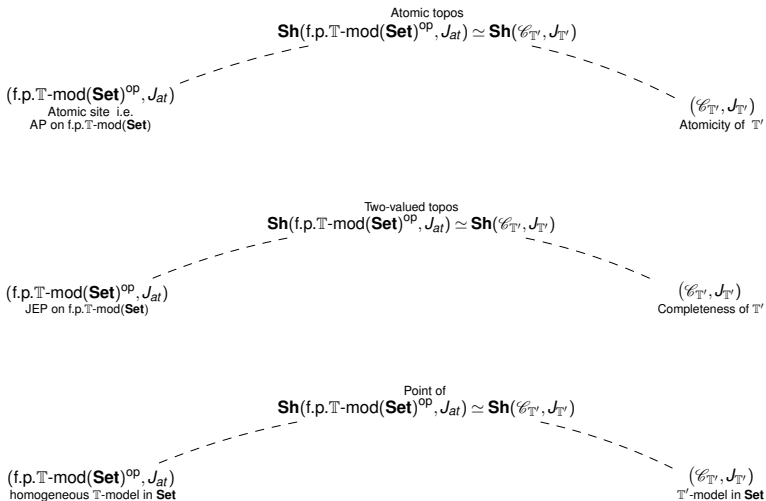 Atomic topos
Sh(f.p.𝕋-mod(Set)^op, J_at) ≃ Sh(𝒞_𝕋′, J_𝕋′)
(f.p.𝕋-mod(Set)^op, J_at)
Atomic site i.e.
AP on f.p.𝕋-mod(Set)
(𝒞_𝕋′, J_𝕋′)
Atomicity of 𝕋′
Two-valued topos
Sh(f.p.𝕋-mod(Set)^op, J_at) ≃ Sh(𝒞_𝕋′, J_𝕋′)
(f.p.𝕋-mod(Set)^op, J_at)
JEP on f.p.𝕋-mod(Set)
(𝒞_𝕋′, J_𝕋′)
Completeness of 𝕋′
Point of
Sh(f.p.𝕋-mod(Set)^op, J_at) ≃ Sh(𝒞_𝕋′, J_𝕋′)
(f.p.𝕋-mod(Set)^op, J_at)
homogeneous 𝕋-model in Set
(𝒞_𝕋′, J_𝕋′)
𝕋′-model in Set